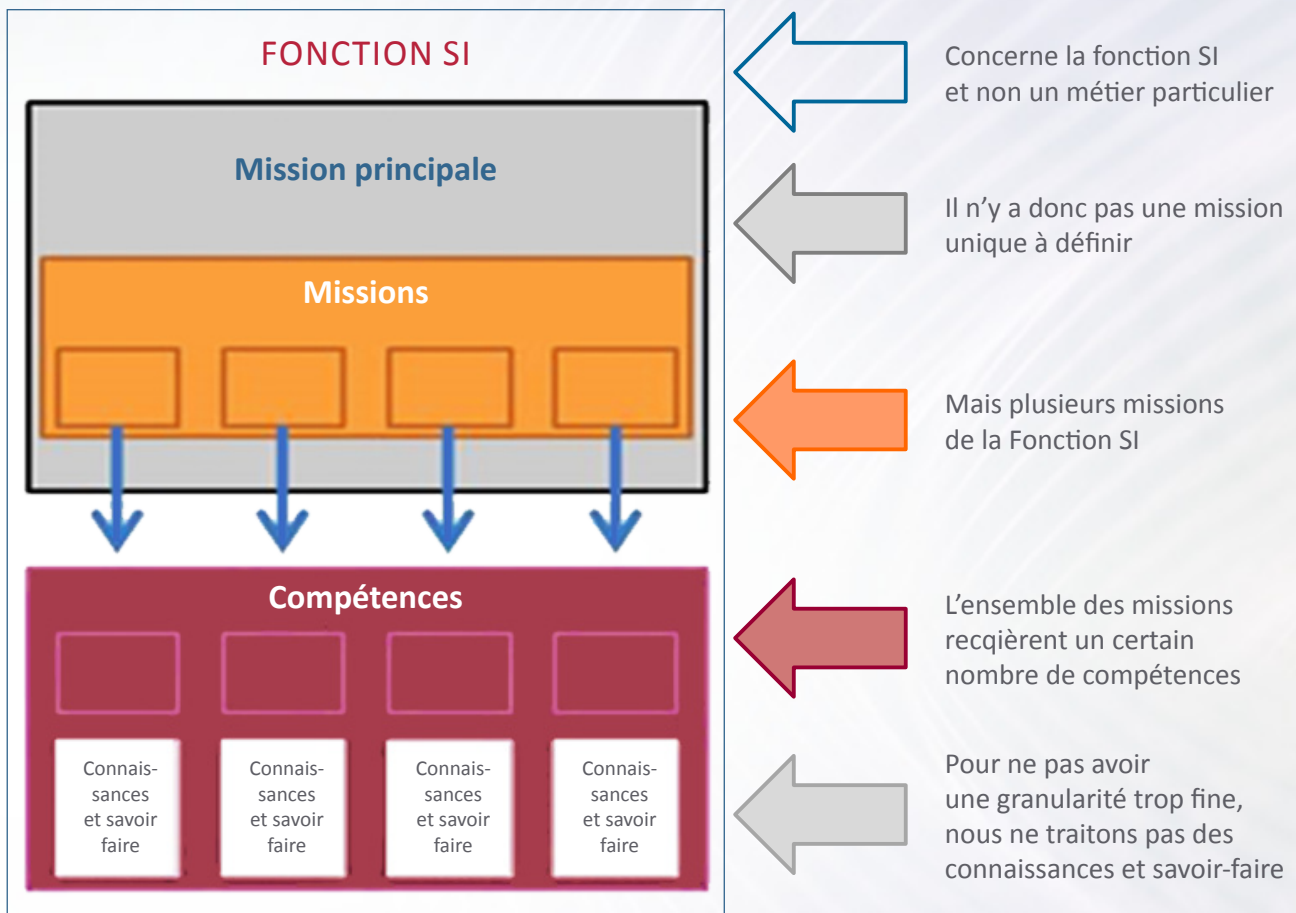 FONCTION SI
Mission principale
Missions
Compétences
Connais-
sances
et savoir
faire
Connais-
sances
et savoir
faire
Connais-
sances
et savoir
faire
Connais-
sances
et savoir
faire
Concerne la fonction SI
et non un métier particulier
Il n’y a donc pas une mission
unique à définir
Mais plusieurs missions
de la Fonction SI
L’ensemble des missions
recqièrent un certain
nombre de compétences
Pour ne pas avoir
une granularité trop fine,
nous ne traitons pas des
connaissances et savoir-faire